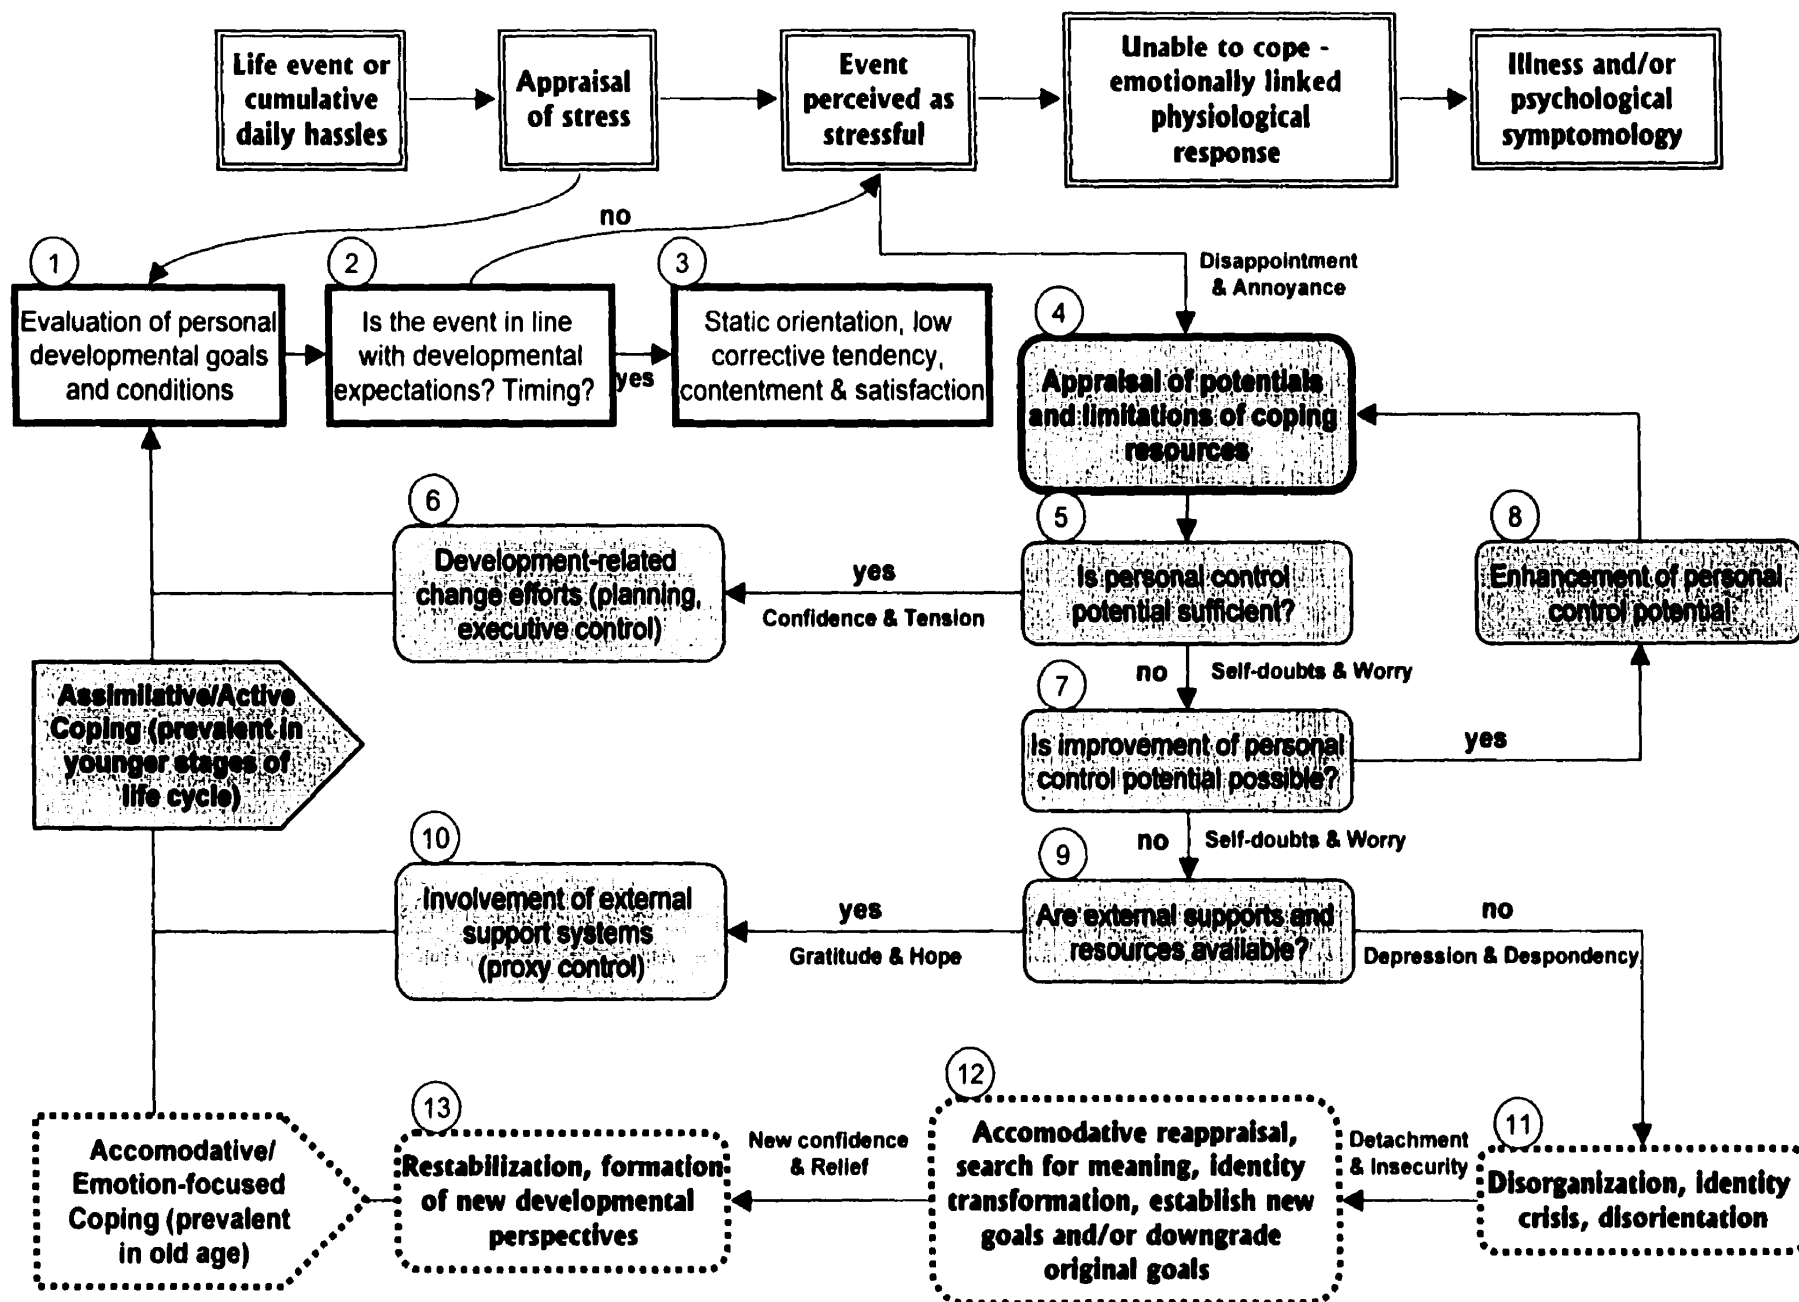 Life event or
cumulative
daily hassles
Appraisal
of stress
Event
perceived as
stressful
Unable to cope -
emotionally linked
physiological
response
Illness and/or
psychological
symptomology
no
1
Evaluation of personal
developmental goals
and conditions
2
Is the event in line
with developmental
expectations? Timing?
yes
3
Static orientation, low
corrective tendency,
contentment & satisfaction
Disappointment
& Annoyance
4
Appraisal of potentials
and limitations of coping
resources
5
Is personal control
potential sufficient?
yes
Confidence & Tension
6
Development-related
change efforts (planning,
executive control)
8
Enhancement of personal
control potential
no
Self-doubts & Worry
7
Is improvement of personal
control potential possible?
yes
Assimilative/Active
Coping (prevalent in
younger stages of
life cycle)
no
Self-doubts & Worry
9
Are external supports and
resources available?
yes
Gratitude & Hope
10
Involvement of external
support systems
(proxy control)
no
Depression & Despondency
11
Disorganization, identity
crisis, disorientation
Detachment
& Insecurity
12
Accomodative reappraisal,
search for meaning, identity
transformation, establish new
goals and/or downgrade
original goals
New confidence
& Relief
13
Restabilization, formation
of new developmental
perspectives
Accomodative/
Emotion-focused
Coping (prevalent
in old age)